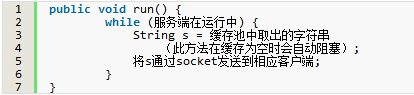 1 public void run() {
2 while (服务端在运行中) {
3 String s = 缓存池中取出的字符串
4 (此方法在缓存为空时会自动阻塞);
5 将s通过socket发送到相应客户端;
6 }
7 }